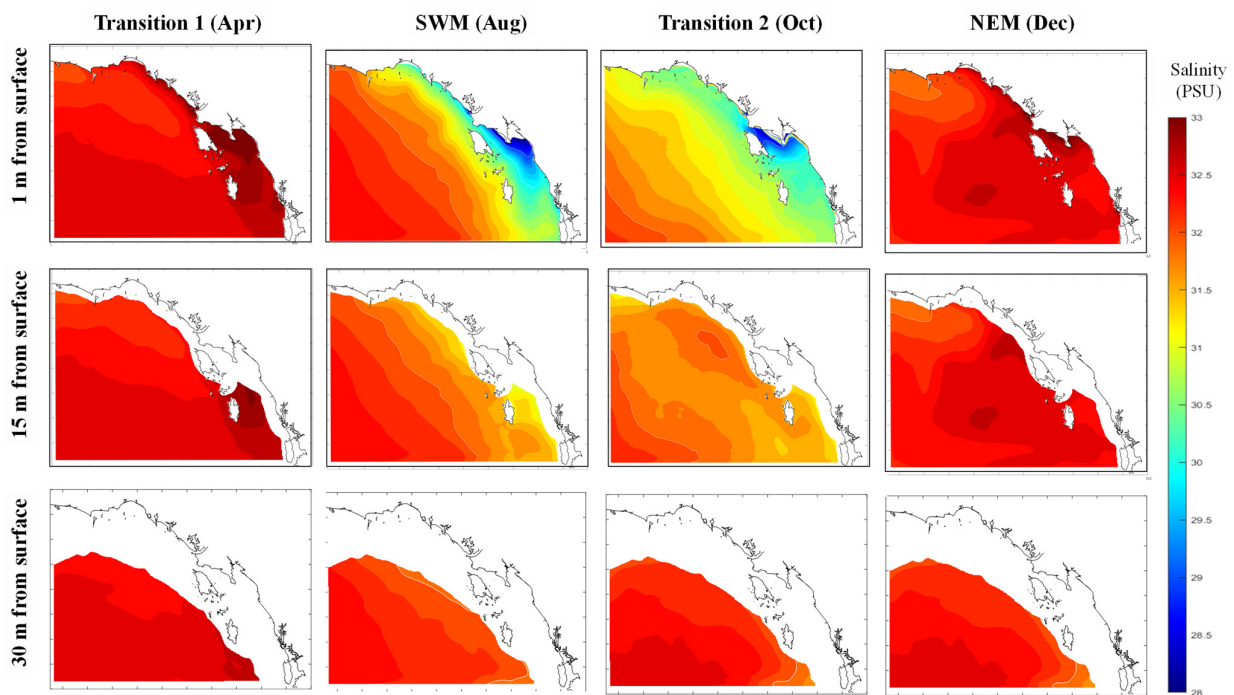 Transition 1 (Apr)
SWM (Aug)
Transition 2 (Oct)
NEM (Dec)
1 m from surface
15 m from surface
30 m from surface
Salinity
(PSU)
33
32.5
32
31.5
31
30.5
30
29.5
29
28.5
28